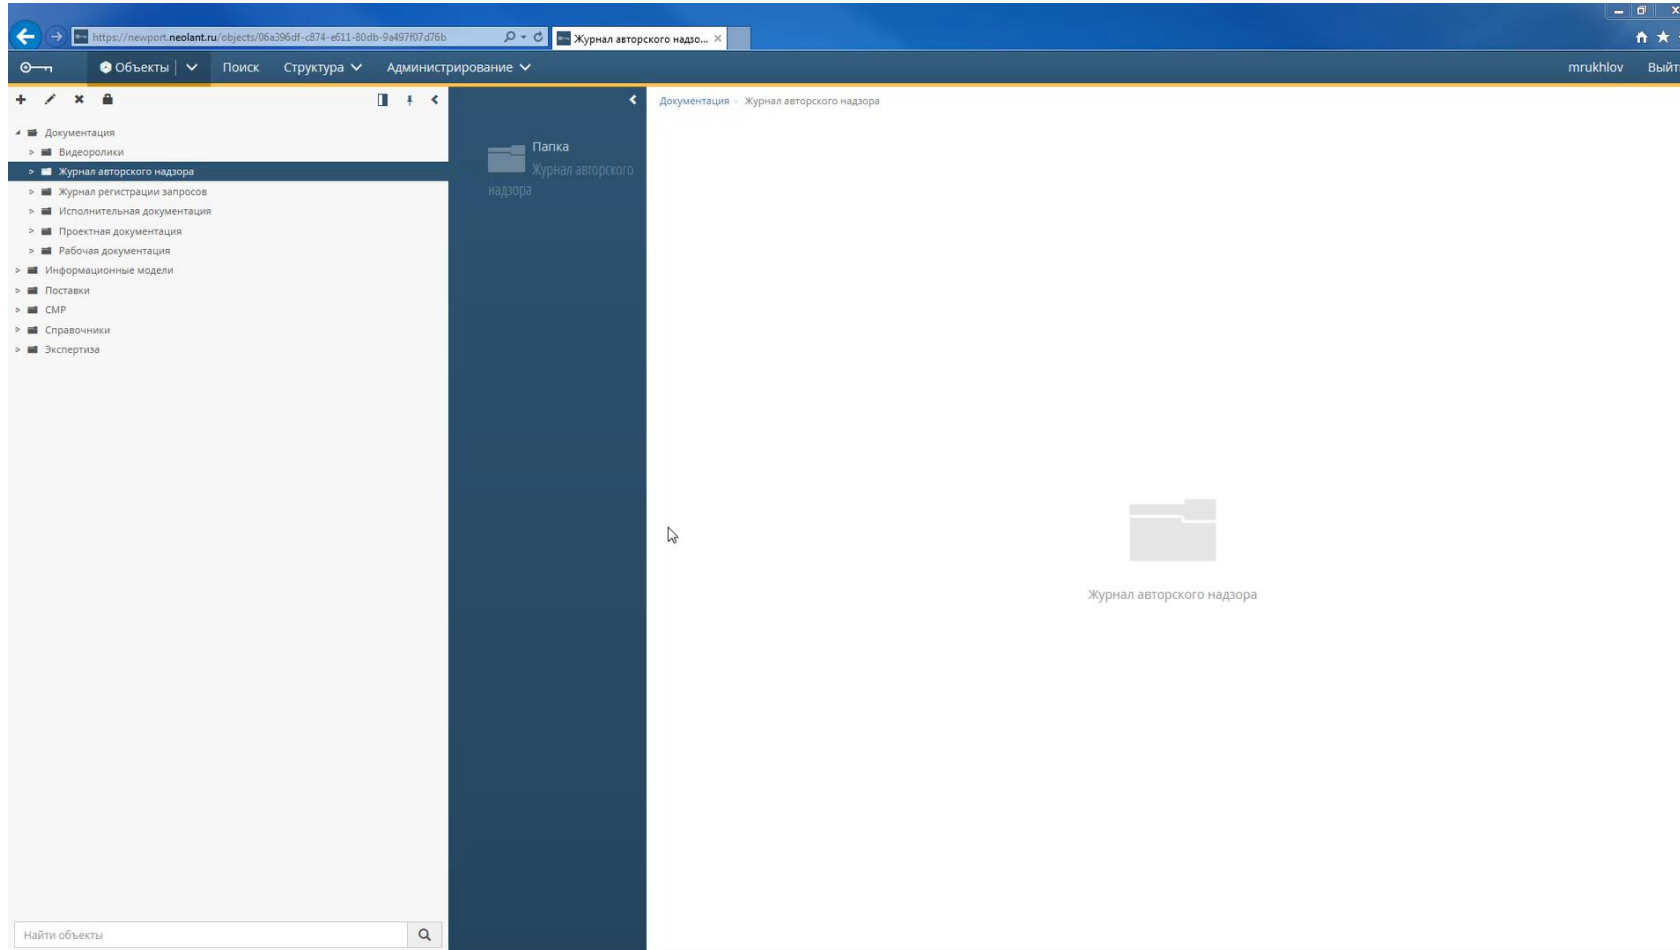 https://newport.neolant.ru/objects/06a396df-c874-e611-80db-9a497f07d76b
Журнал авторского надзо...
Объекты
Поиск
Структура
Администрирование
mrukhlov
Выйти
Документация
Видеоролики
Журнал авторского надзора
Журнал регистрации запросов
Исполнительная документация
Проектная документация
Рабочая документация
Информационные модели
Поставки
СМР
Справочники
Экспертиза
Найти объекты
Папка
Журнал авторского
надзора
Документация Журнал авторского надзора
Журнал авторского надзора